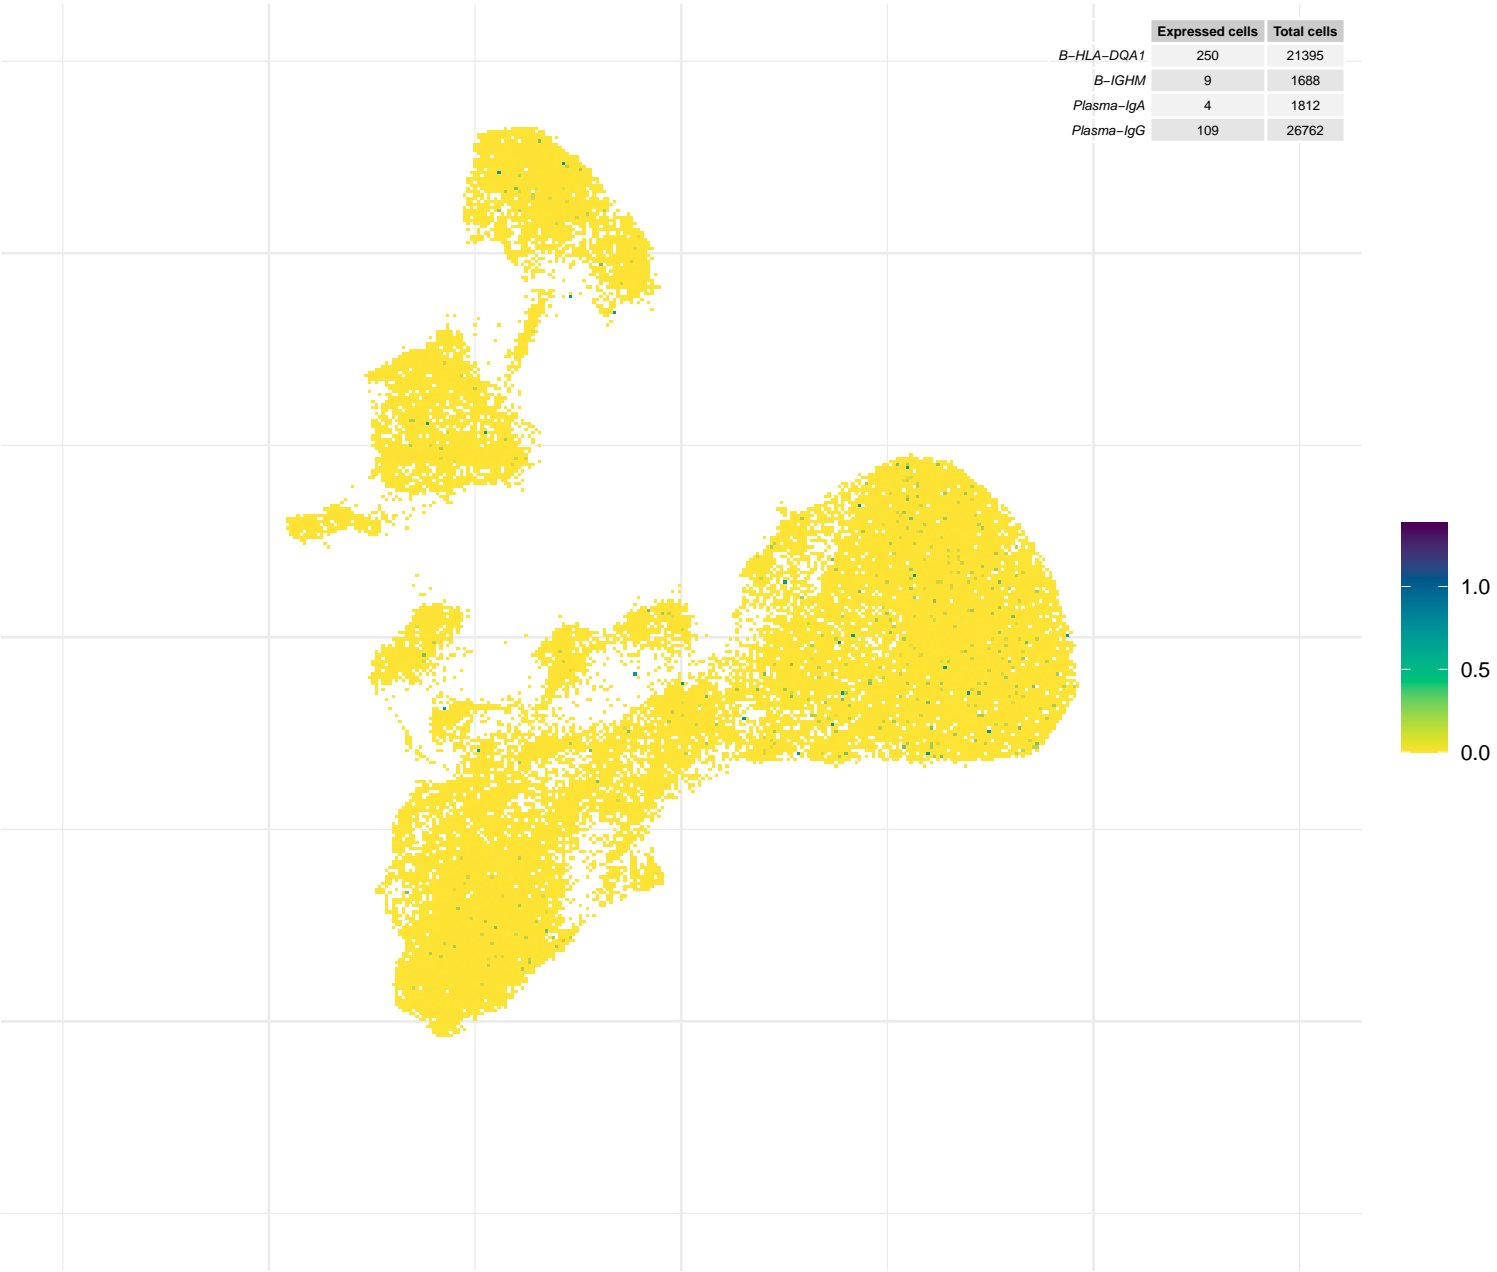 Expressed cells Total cells
B−HLA−DQA1 250 21395
B−IGHM 9 1688
Plasma−IgA 4 1812
Plasma−IgG 109 26762
1.0
0.5
0.0